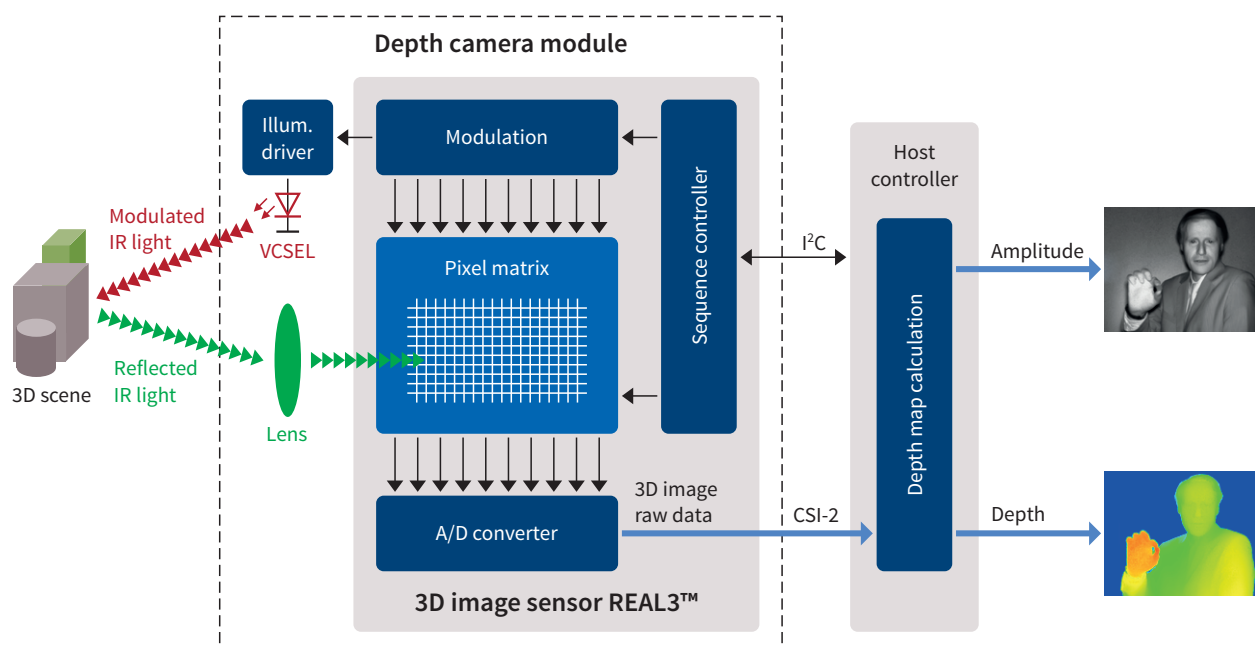 Depth camera module
Illum.
driver
Modulation
Sequence controller
Host
controller
Modulated
IR light
VCSEL
Pixel matrix
I²C
Amplitude
Depth map calculation
Reflected
IR light
3D scene
Lens
3D image
raw data
A/D converter
CSI-2
Depth
3D image sensor REAL3™